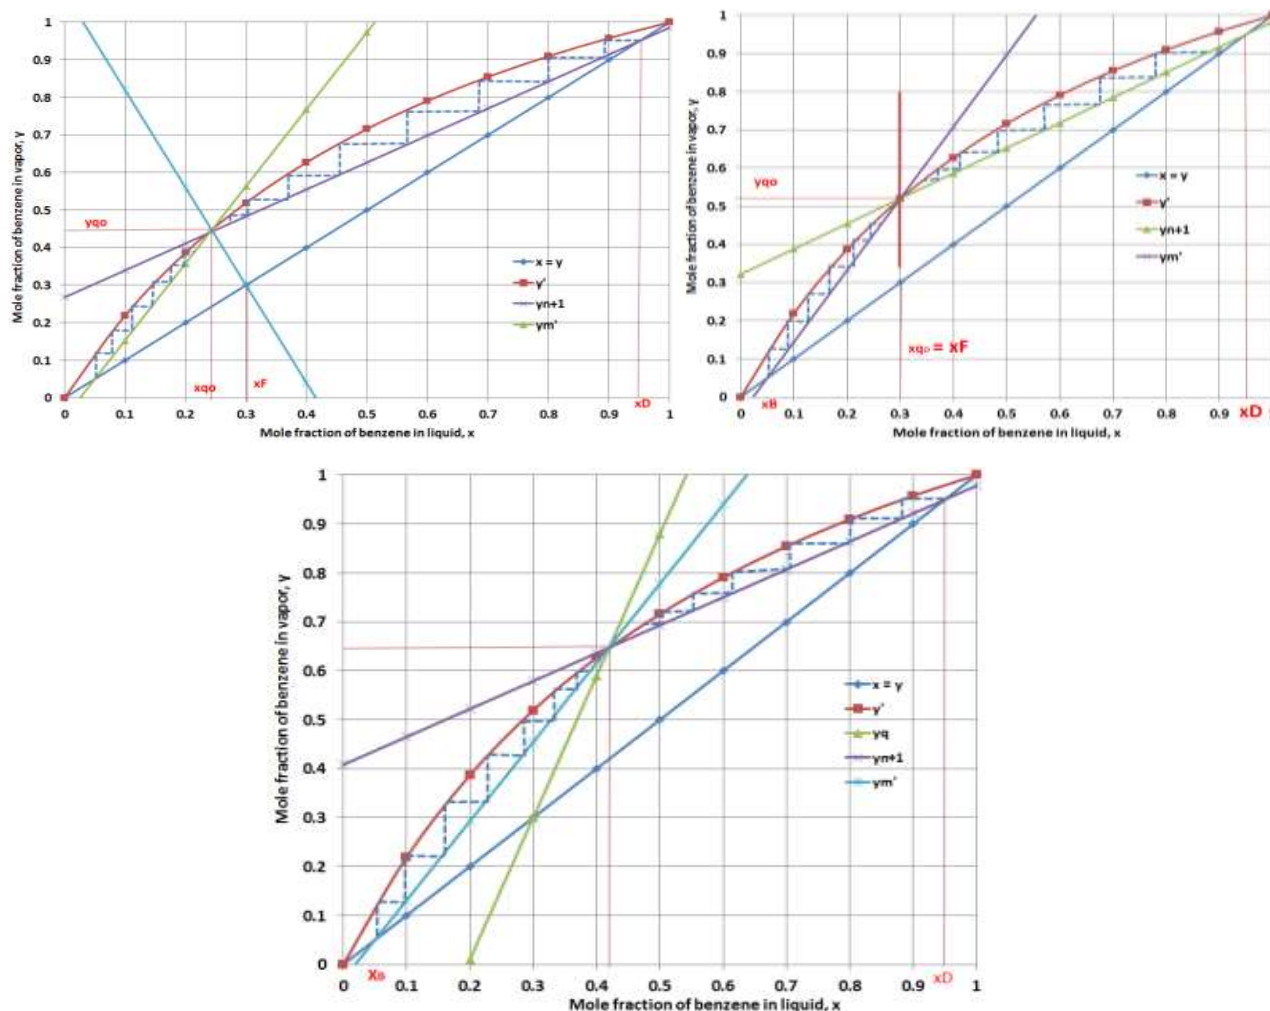 Mole fraction of benzene in vapor, y
1
0.9
0.8
0.7
0.6
0.5
0.4
0.3
0.2
0.1
0
yqo
x = y
y'
yn+1
ym'
xqo
xF
xD
0 0.1 0.2 0.3 0.4 0.5 0.6 0.7 0.8 0.9 1
Mole fraction of benzene in liquid, x
Mole fraction of benzene in vapor, y
1
0.9
0.8
0.7
0.6
0.5
0.4
0.3
0.2
0.1
0
yqo
x = y
y'
yn+1
ym'
xqo = xF
xB
xD
0 0.1 0.2 0.3 0.4 0.5 0.6 0.7 0.8 0.9
Mole fraction of benzene in liquid, x
Mole fraction of benzene in vapor, y
1
0.9
0.8
0.7
0.6
0.5
0.4
0.3
0.2
0.1
0
x = y
y'
yq
yn+1
ym'
XB
xD
0 0.1 0.2 0.3 0.4 0.5 0.6 0.7 0.8 0.9 1
Mole fraction of benzene in liquid, x